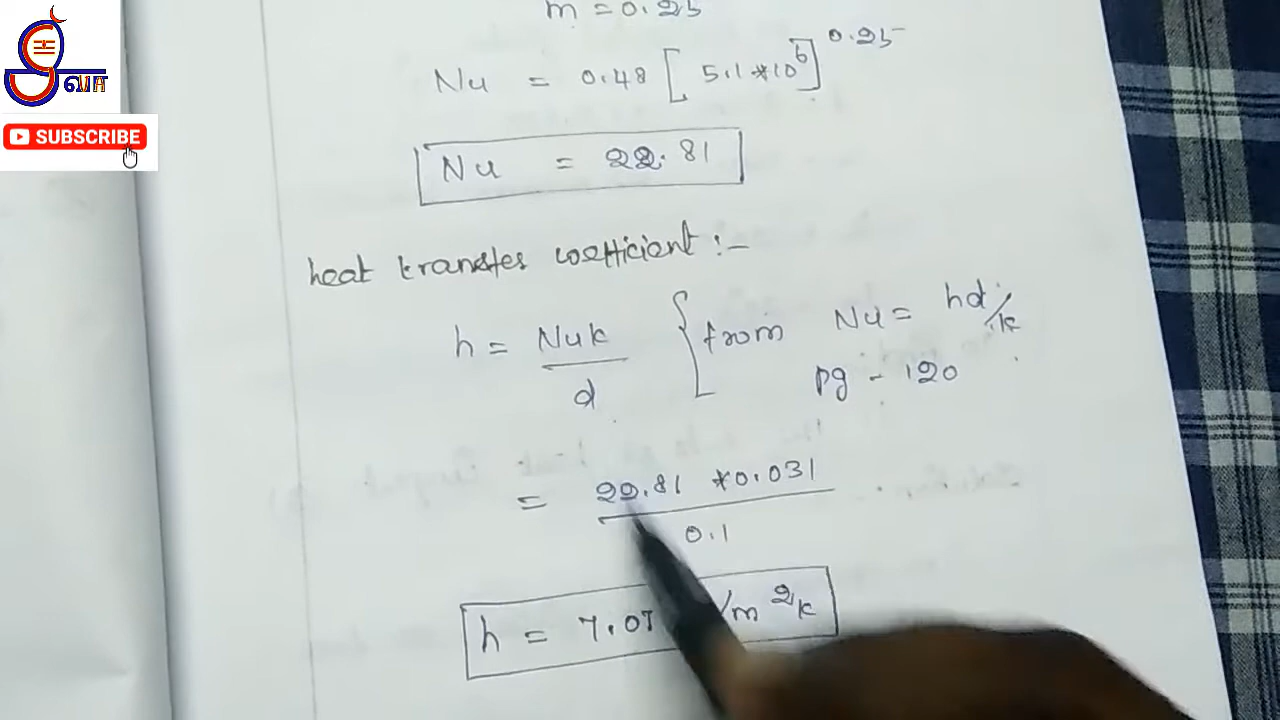 சிவா
SUBSCRIBE
m = 0.25
Nu = 0.48 [ 5.1 * 10^6 ]^0.25
Nu = 22.81
heat transfer coefficient :-
h = Nuk / d { from Nu = hd/k
pg - 120
= 22.81 * 0.031 / 0.1
h = 7.07 /m²k